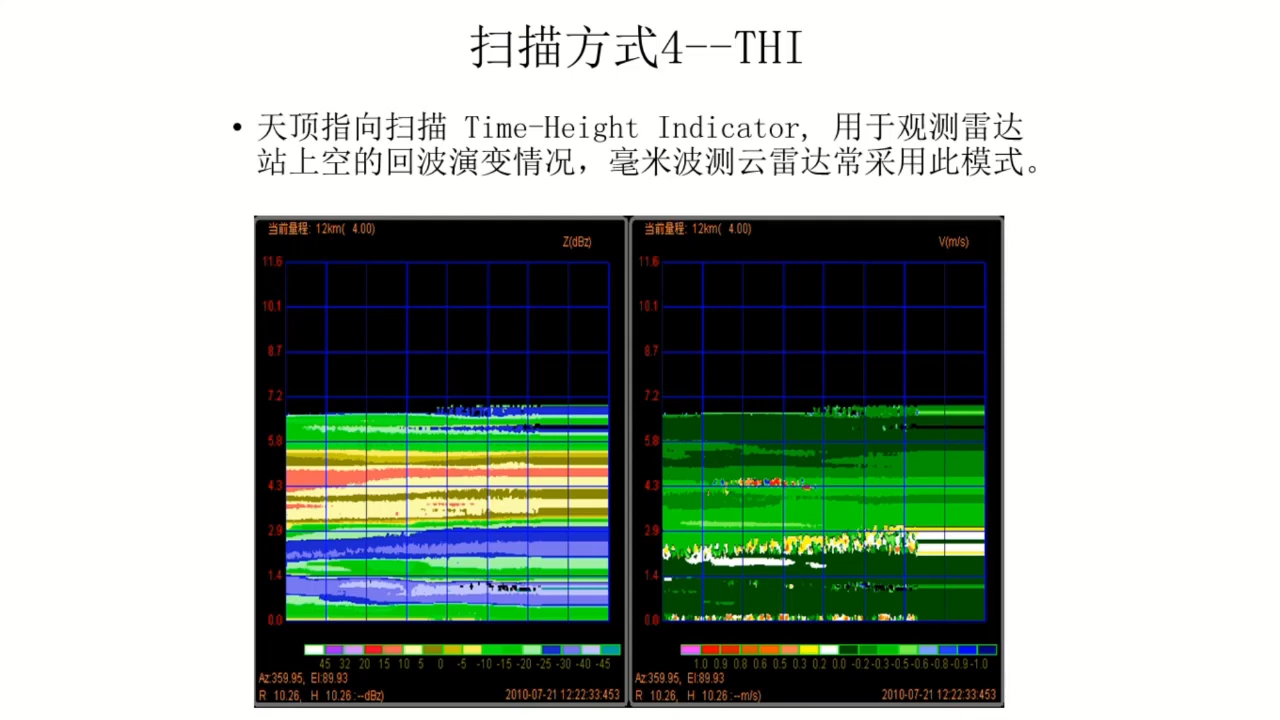 扫描方式4--THI
• 天顶指向扫描 Time-Height Indicator, 用于观测雷达
站上空的回波演变情况，毫米波测云雷达常采用此模式。
当前量程: 12km( 4.00)
Z(dBz)
11.6
10.1
8.7
7.2
5.8
4.3
2.9
1.4
0.0
45 32 20 15 10 5 0 -5 -10 -15 -20 -25 -30 -40 -45
Az:359.95, El:89.93
R 10.26, H 10.26 :--dBz) 2010-07-21 12:22:33:453
当前量程: 12km( 4.00)
V(m/s)
11.6
10.1
8.7
7.2
5.8
4.3
2.9
1.4
0.0
1.0 0.9 0.8 0.6 0.5 0.3 0.2 0.0 -0.2 -0.3 -0.5 -0.6 -0.8 -0.9 -1.0
Az:359.95, El:89.93
R 10.26, H 10.26 :--m/s) 2010-07-21 12:22:33:453